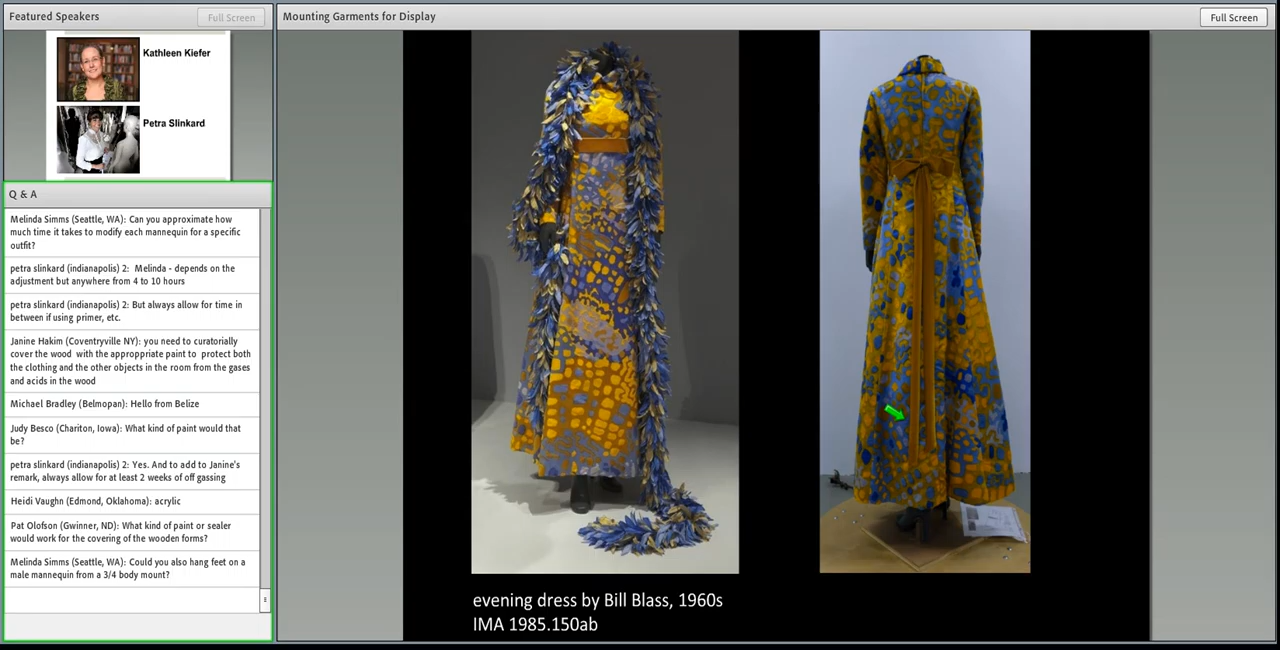 Featured Speakers
Full Screen
Kathleen Kiefer
Petra Slinkard
Q & A
Melinda Simms (Seattle, WA): Can you approximate how
much time it takes to modify each mannequin for a specific
outfit?
petra slinkard (indianapolis) 2: Melinda - depends on the
adjustment but anywhere from 4 to 10 hours
petra slinkard (indianapolis) 2: But always allow for time in
between if using primer, etc.
Janine Hakim (Coventryville NY): you need to curatorially
cover the wood with the approppriate paint to protect both
the clothing and the other objects in the room from the gases
and acids in the wood
Michael Bradley (Belmopan): Hello from Belize
Judy Besco (Chariton, Iowa): What kind of paint would that
be?
petra slinkard (indianapolis) 2: Yes. And to add to Janine's
remark, always allow for at least 2 weeks of off gassing
Heidi Vaughn (Edmond, Oklahoma): acrylic
Pat Olofson (Gwinner, ND): What kind of paint or sealer
would work for the covering of the wooden forms?
Melinda Simms (Seattle, WA): Could you also hang feet on a
male mannequin from a 3/4 body mount?
Mounting Garments for Display
Full Screen
evening dress by Bill Blass, 1960s
IMA 1985.150ab